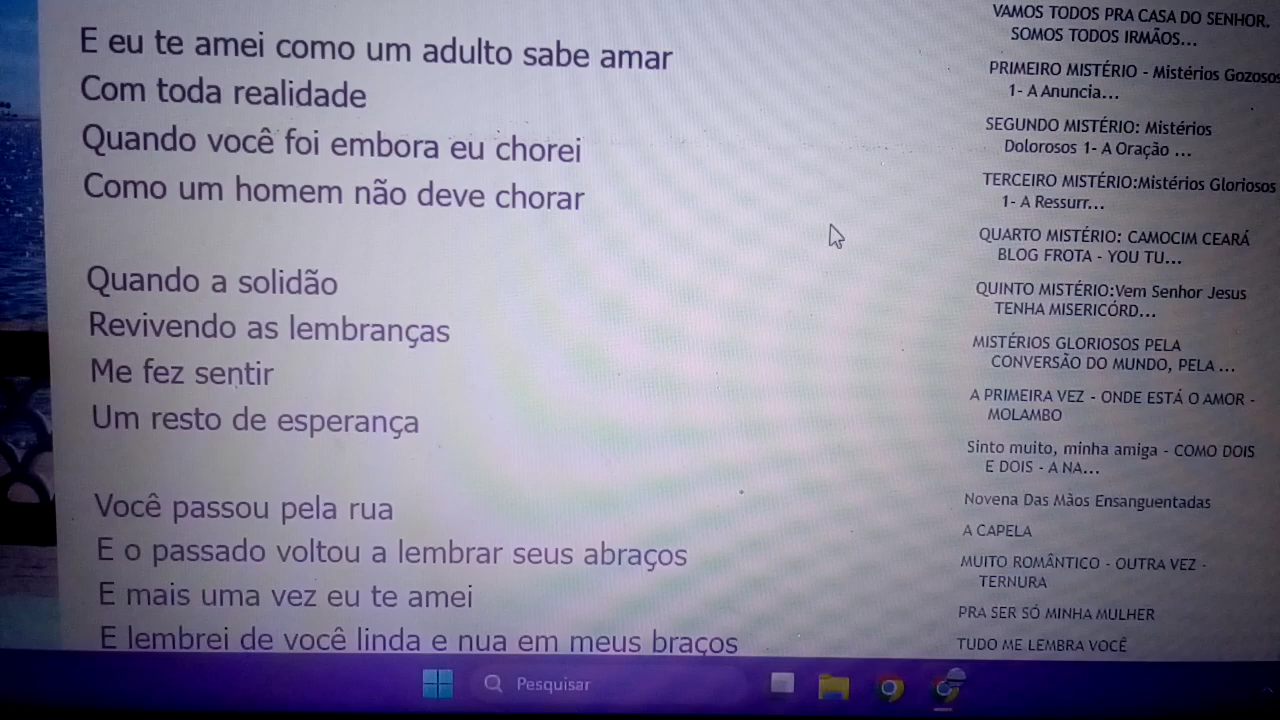 E eu te amei como um adulto sabe amar
Com toda realidade
Quando você foi embora eu chorei
Como um homem não deve chorar
Quando a solidão
Revivendo as lembranças
Me fez sentir
Um resto de esperança
Você passou pela rua
E o passado voltou a lembrar seus abraços
E mais uma vez eu te amei
E lembrei de você linda e nua em meus braços
VAMOS TODOS PRA CASA DO SENHOR.
SOMOS TODOS IRMÃOS...
PRIMEIRO MISTÉRIO - Mistérios Gozosos
1- A Anuncia...
SEGUNDO MISTÉRIO: Mistérios
Dolorosos 1- A Oração ...
TERCEIRO MISTÉRIO:Mistérios Gloriosos
1- A Ressurr...
QUARTO MISTÉRIO: CAMOCIM CEARÁ
BLOG FROTA - YOU TU...
QUINTO MISTÉRIO:Vem Senhor Jesus
TENHA MISERICÓRD...
MISTÉRIOS GLORIOSOS PELA
CONVERSÃO DO MUNDO, PELA ...
A PRIMEIRA VEZ - ONDE ESTÁ O AMOR -
MOLAMBO
Sinto muito, minha amiga - COMO DOIS
E DOIS - A NA...
Novena Das Mãos Ensanguentadas
A CAPELA
MUITO ROMÂNTICO - OUTRA VEZ -
TERNURA
PRA SER SÓ MINHA MULHER
TUDO ME LEMBRA VOCÊ
Pesquisar